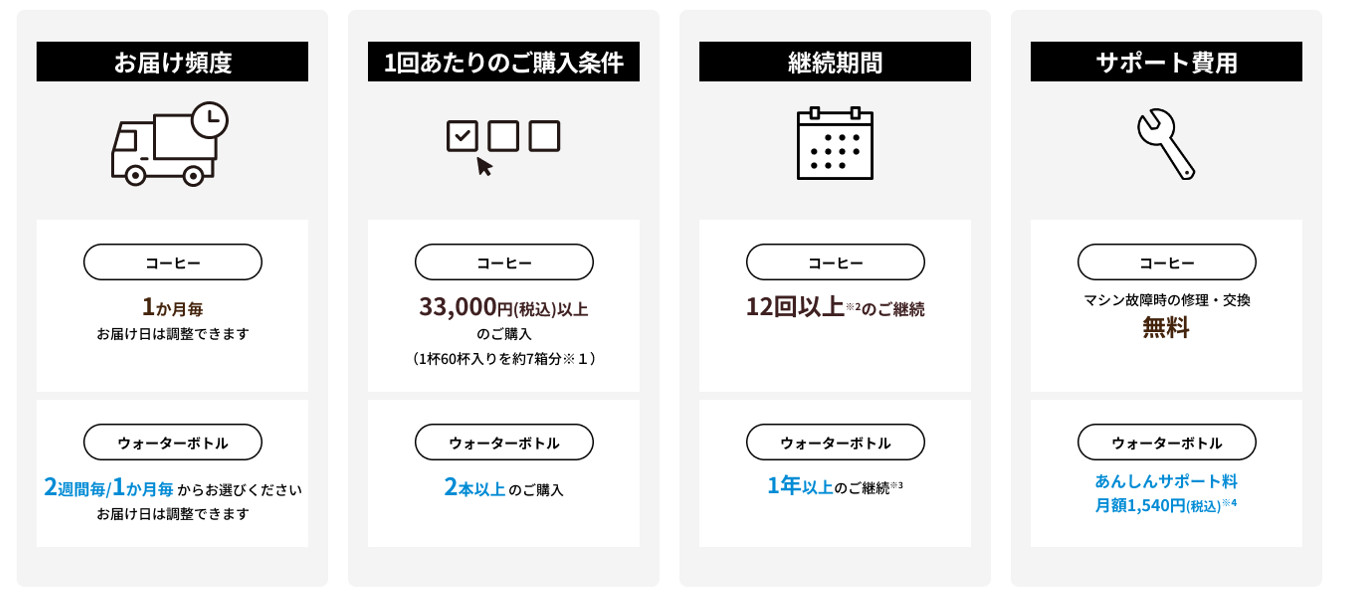 お届け頻度
コーヒー
1か月毎
お届け日は調整できます
ウォーターボトル
2週間毎/1か月毎 からお選びください
お届け日は調整できます
1回あたりのご購入条件
コーヒー
33,000円(税込)以上
のご購入
（1杯60杯入りを約7箱分※１）
ウォーターボトル
2本以上 のご購入
継続期間
コーヒー
12回以上※2のご継続
ウォーターボトル
1年以上のご継続※3
サポート費用
コーヒー
マシン故障時の修理・交換
無料
ウォーターボトル
あんしんサポート料
月額1,540円(税込)※4